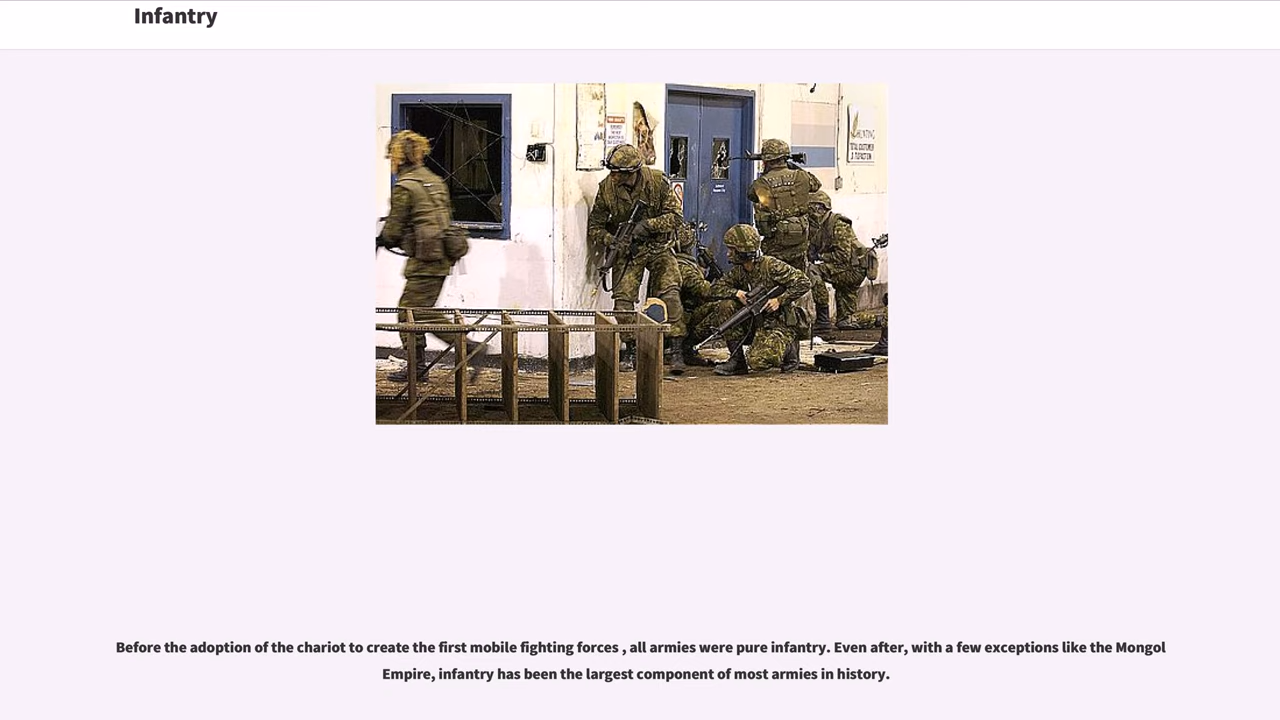 Infantry
Before the adoption of the chariot to create the first mobile fighting forces , all armies were pure infantry. Even after, with a few exceptions like the Mongol
Empire, infantry has been the largest component of most armies in history.